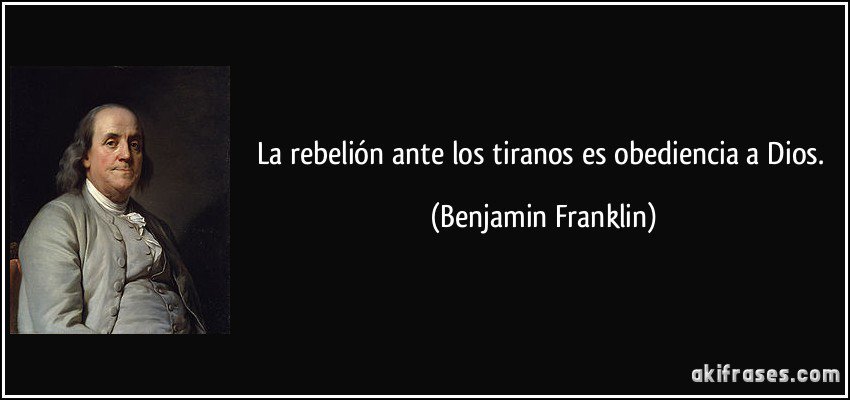 La rebelión ante los tiranos es obediencia a Dios.
(Benjamin Franklin)
akifrases.com